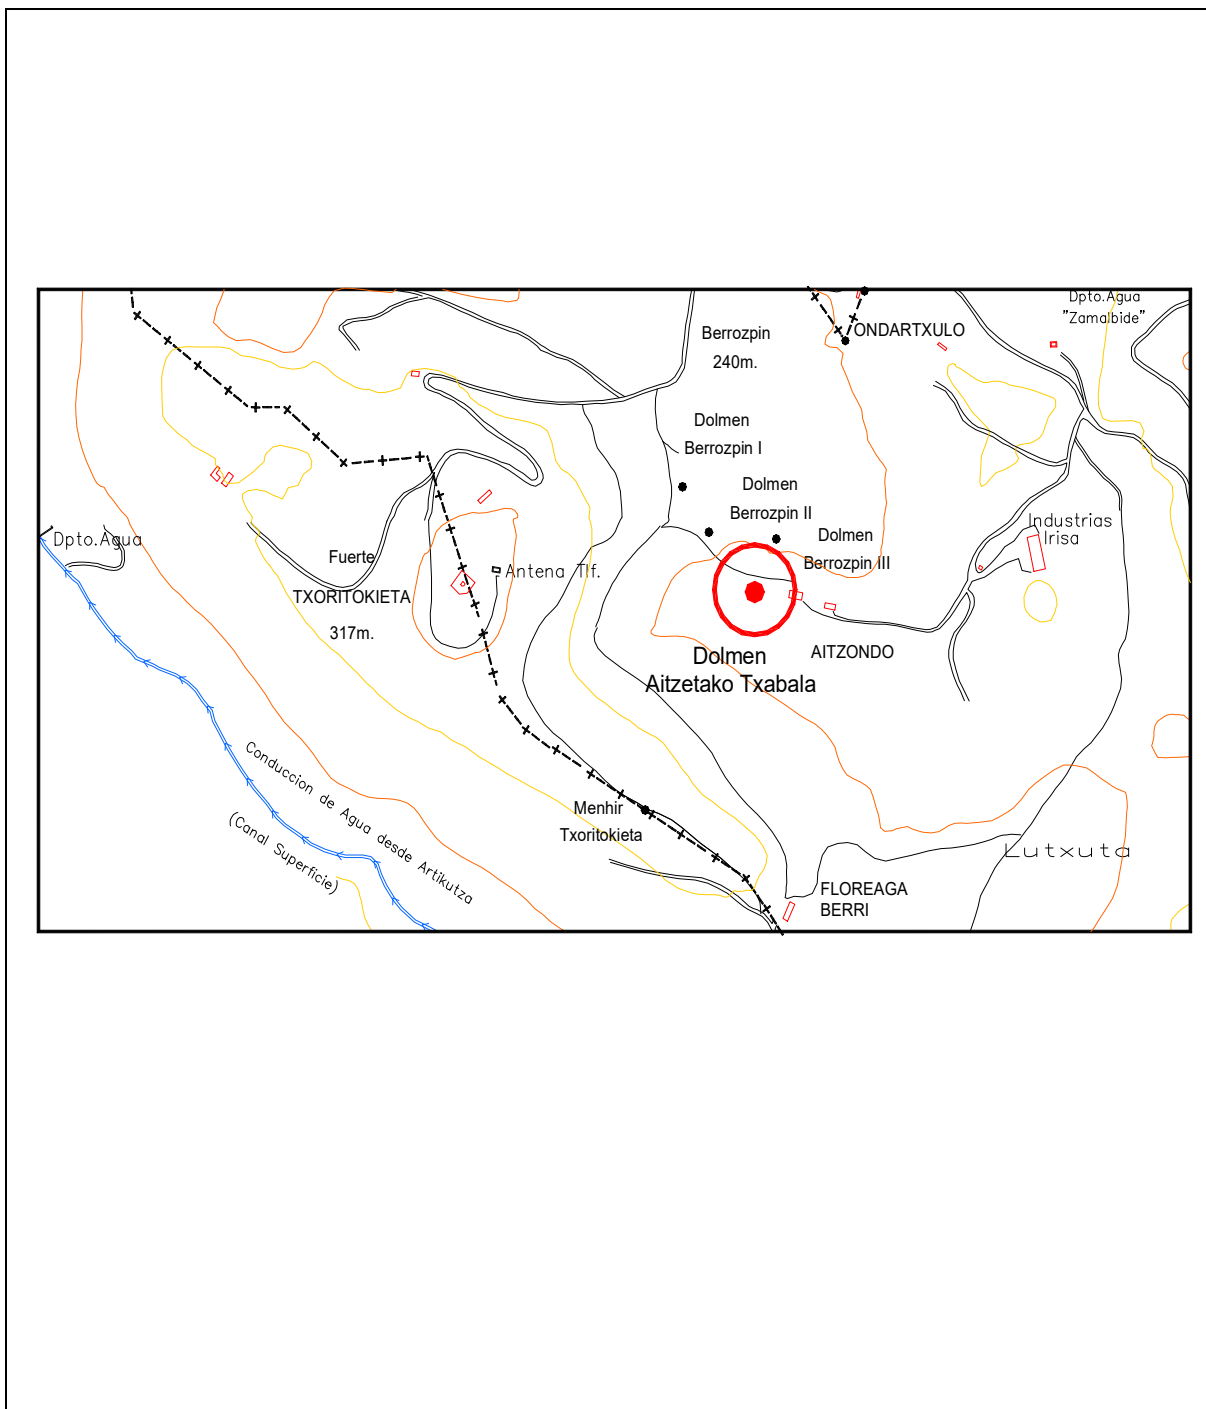 Dpto.Agua
"Zamalbide"
ONDARTXULO
Berrozpin
240m.
Dolmen
Berrozpin I
Dolmen
Berrozpin II
Dolmen
Berrozpin III
Industrias
Irisa
Dpto.Agua
Fuerte
TXORITOKIETA
317m.
Antena Tlf.
AITZONDO
Dolmen
Aitzetako Txabala
Conduccion de Agua desde Artikutza
(Canal Superficie)
Menhir
Txoritokieta
Lutxuta
FLOREAGA
BERRI